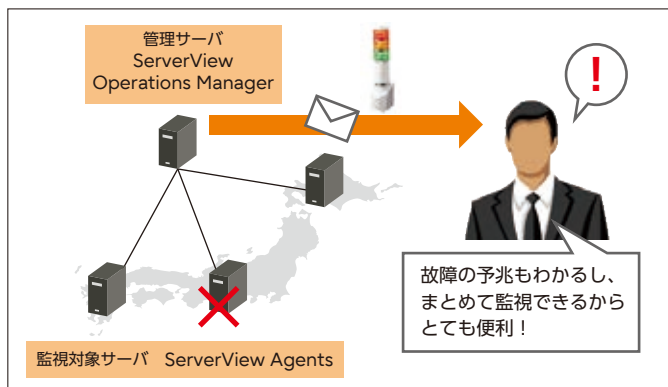 管理サーバ
ServerView
Operations Manager
!
故障の予兆もわかるし、
まとめて監視できるから
とても便利！
監視対象サーバ ServerView Agents